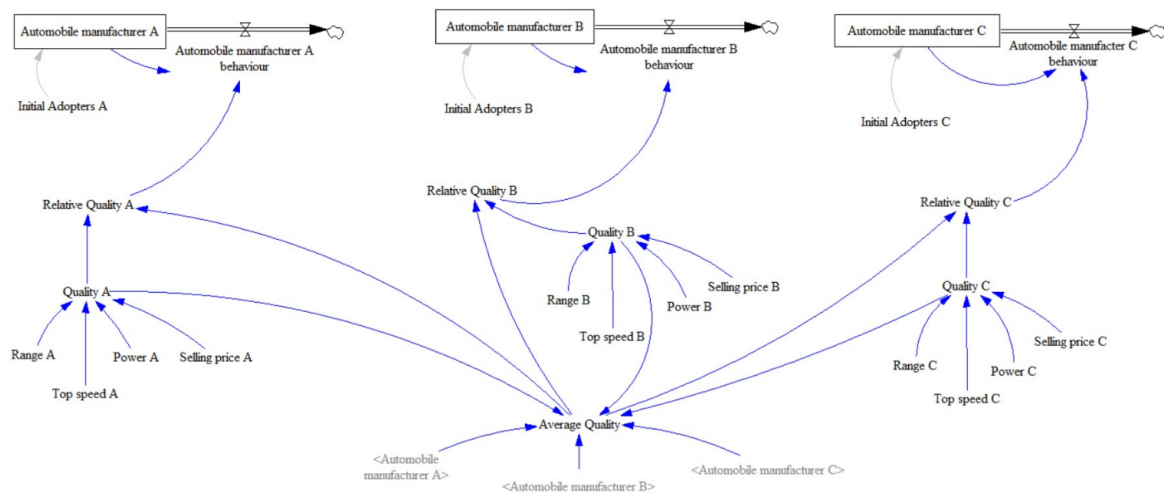 Automobile manufacturer A
Automobile manufacturer A
behaviour
Initial Adopters A
Relative Quality A
Quality A
Range A
Power A
Selling price A
Top speed A
Automobile manufacturer B
Automobile manufacturer B
behaviour
Initial Adopters B
Relative Quality B
Quality B
Range B
Power B
Selling price B
Top speed B
Automobile manufacturer C
Automobile manufacter C
behaviour
Initial Adopters C
Relative Quality C
Quality C
Range C
Power C
Selling price C
Top speed C
Average Quality
<Automobile
manufacturer A>
<Automobile manufacturer B>
<Automobile manufacturer C>